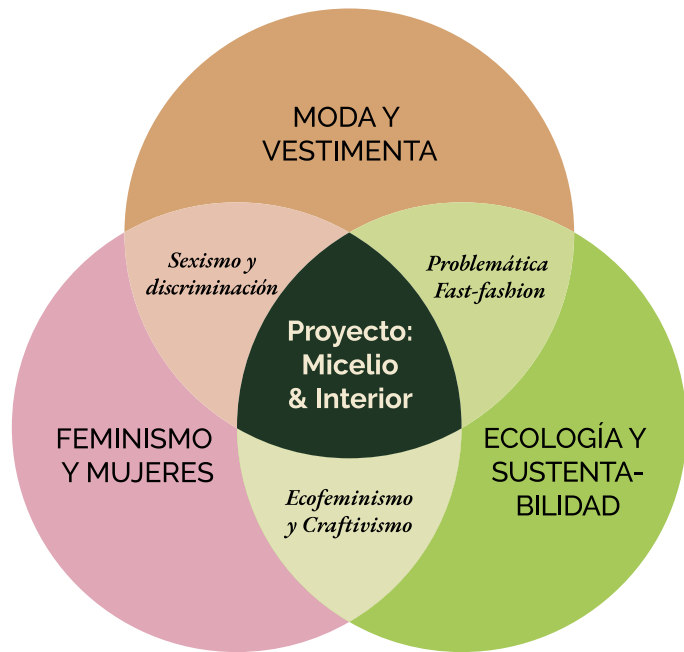 MODA Y
VESTIMENTA
Sexismo y
discriminación
Problemática
Fast-fashion
Proyecto:
Micelio
& Interior
FEMINISMO
Y MUJERES
ECOLOGÍA Y
SUSTENTA-
BILIDAD
Ecofeminismo
y Craftivismo